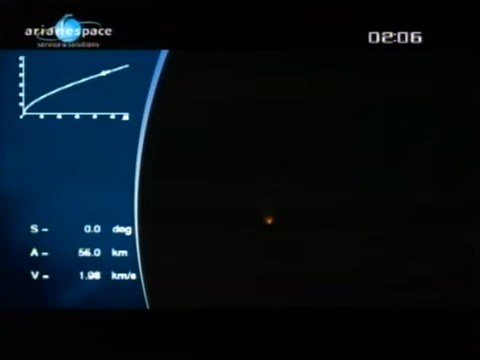 arianespace
service & solutions
02:06
S - 0.0 deg
A - 56.0 km
V - 1.98 km/s